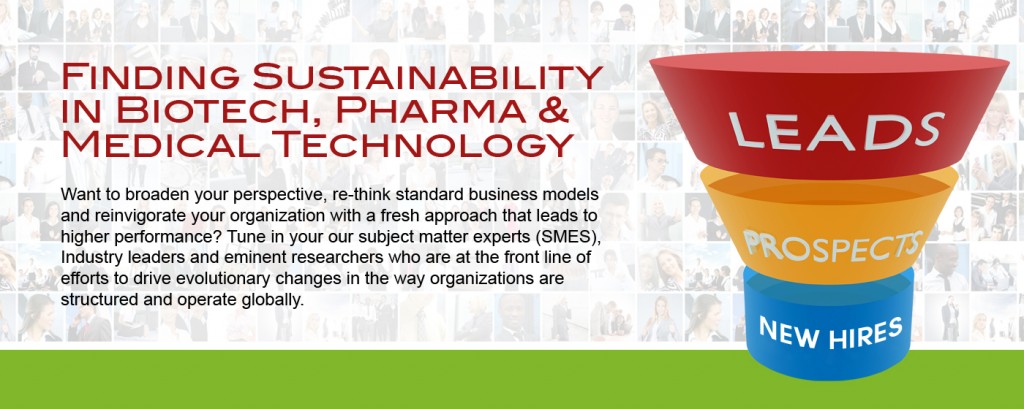 Finding Sustainability
in Biotech, Pharma &
Medical Technology
Want to broaden your perspective, re-think standard business models
and reinvigorate your organization with a fresh approach that leads to
higher performance? Tune in your our subject matter experts (SMES),
Industry leaders and eminent researchers who are at the front line of
efforts to drive evolutionary changes in the way organizations are
structured and operate globally.
LEADS
PROSPECTS
NEW HIRES